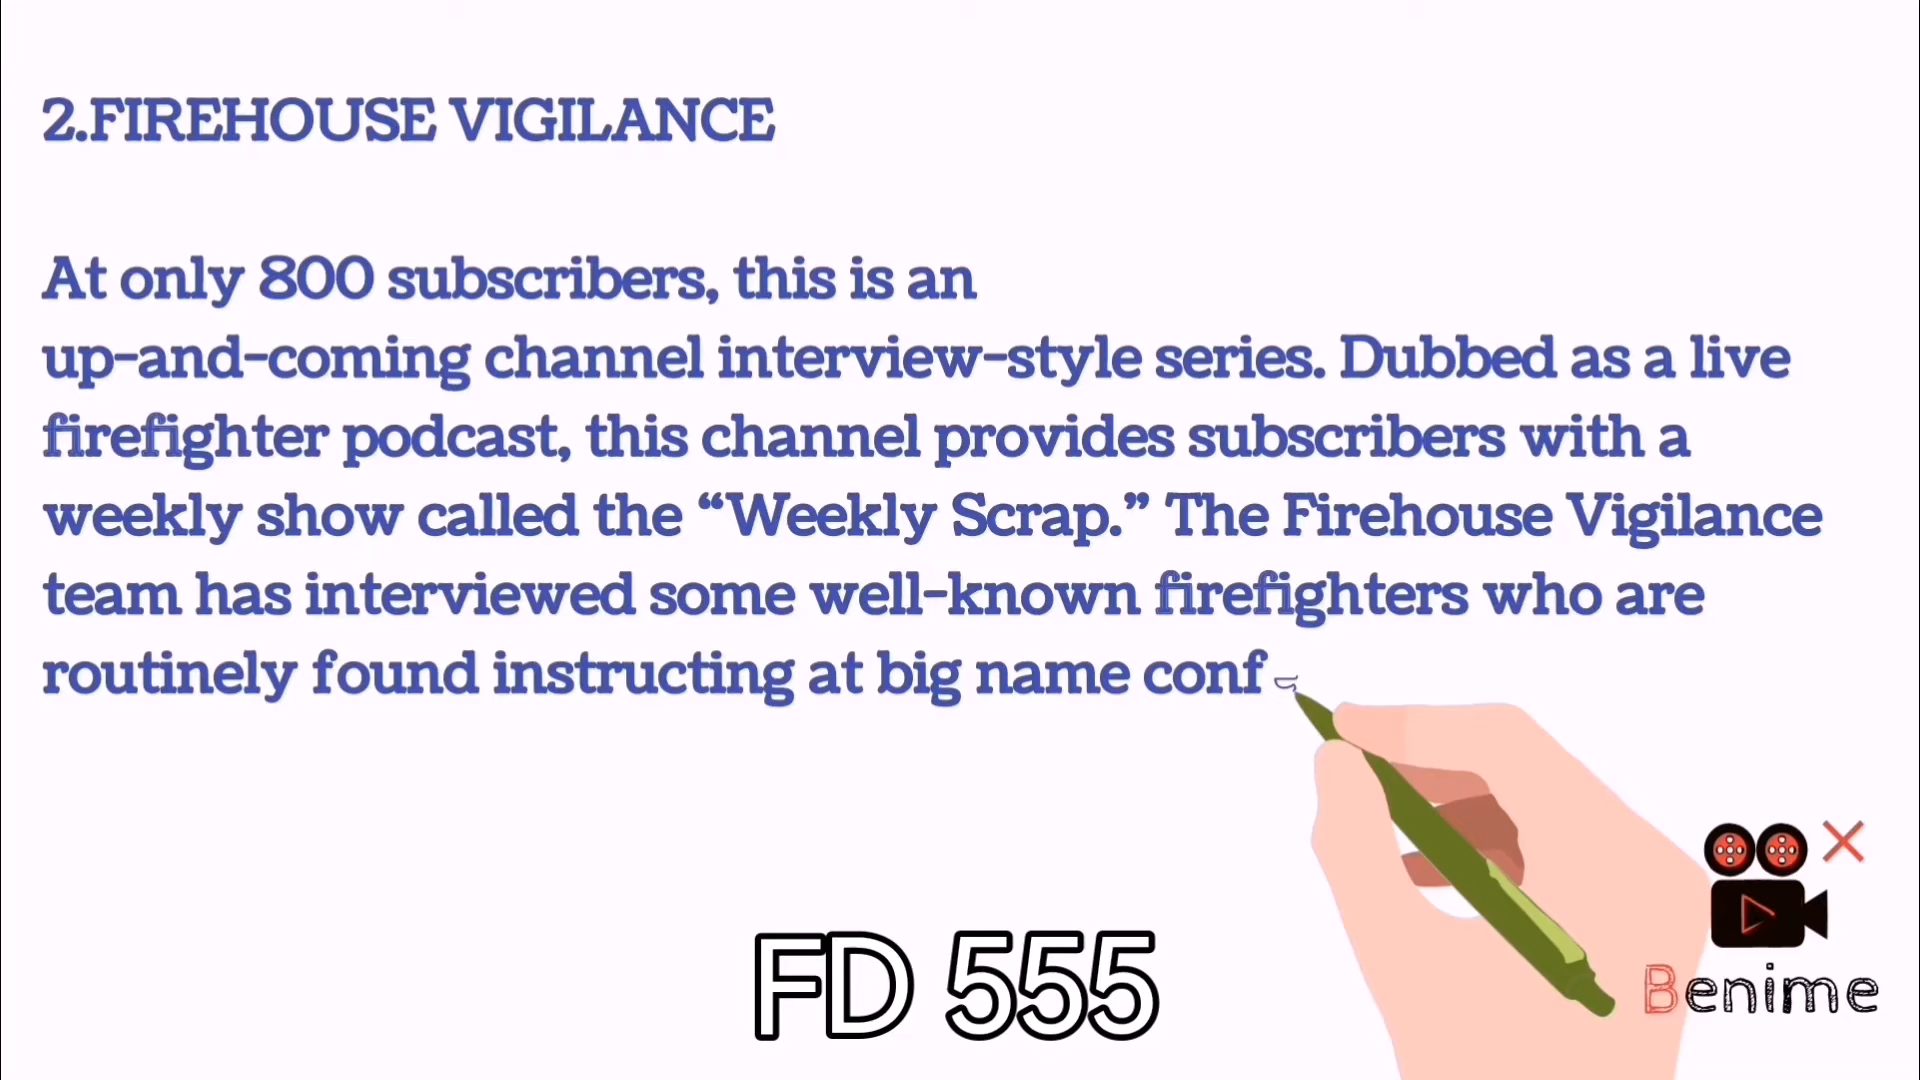 2.FIREHOUSE VIGILANCE
At only 800 subscribers, this is an
up-and-coming channel interview-style series. Dubbed as a live
firefighter podcast, this channel provides subscribers with a
weekly show called the “Weekly Scrap.” The Firehouse Vigilance
team has interviewed some well-known firefighters who are
routinely found instructing at big name conf
FD 555
Benime